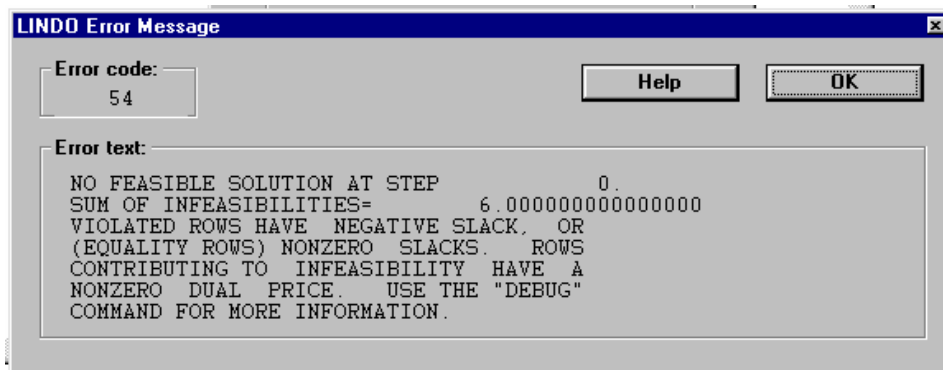 LINDO Error Message
Error code:
54
Help
OK
Error text:
NO FEASIBLE SOLUTION AT STEP 0.
SUM OF INFEASIBILITIES= 6.000000000000000
VIOLATED ROWS HAVE NEGATIVE SLACK, OR
(EQUALITY ROWS) NONZERO SLACKS. ROWS
CONTRIBUTING TO INFEASIBILITY HAVE A
NONZERO DUAL PRICE. USE THE "DEBUG"
COMMAND FOR MORE INFORMATION.